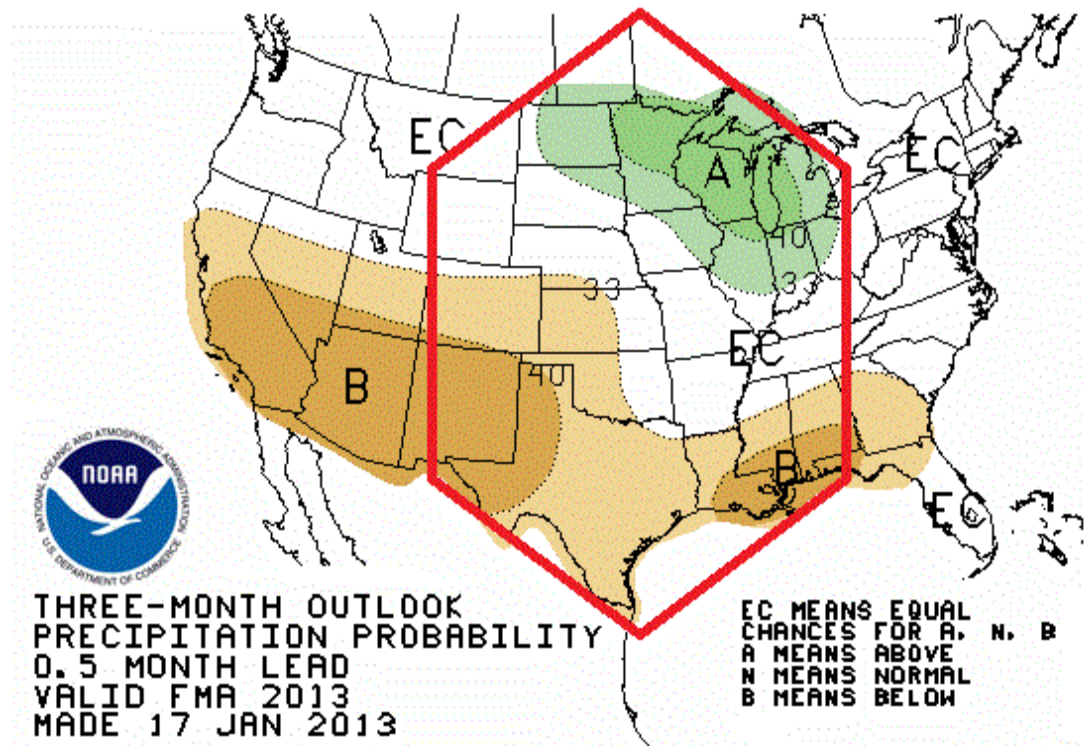 EC
A
EC
40
33
33
EC
40
B
B
EC
NATIONAL OCEANIC AND ATMOSPHERIC ADMINISTRATION
NOAA
U.S. DEPARTMENT OF COMMERCE
THREE-MONTH OUTLOOK
PRECIPITATION PROBABILITY
0.5 MONTH LEAD
VALID FMA 2013
MADE 17 JAN 2013
EC MEANS EQUAL
CHANCES FOR A. N. B
A MEANS ABOVE
N MEANS NORMAL
B MEANS BELOW